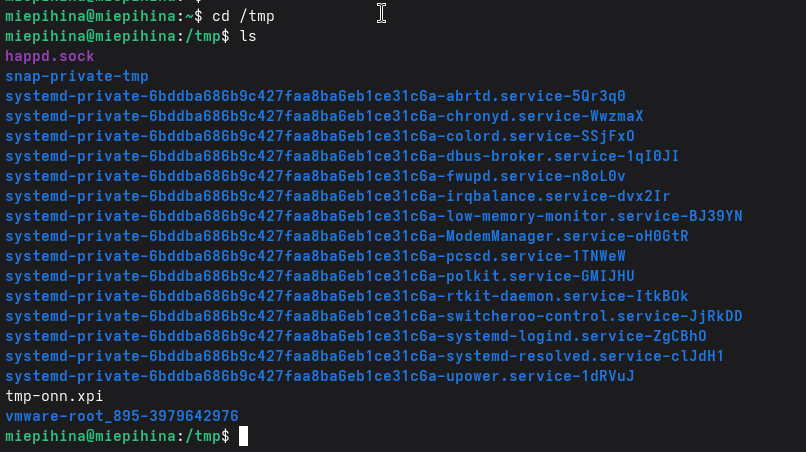 miepihina@miepihina:~$ cd /tmp
miepihina@miepihina:/tmp$ ls
happd.sock
snap-private-tmp
systemd-private-6bddba686b9c427faa8ba6eb1ce31c6a-abrtd.service-5Qr3q0
systemd-private-6bddba686b9c427faa8ba6eb1ce31c6a-chronyd.service-WwzmaX
systemd-private-6bddba686b9c427faa8ba6eb1ce31c6a-colord.service-SSjFxO
systemd-private-6bddba686b9c427faa8ba6eb1ce31c6a-dbus-broker.service-1qI0JI
systemd-private-6bddba686b9c427faa8ba6eb1ce31c6a-fwupd.service-n8oL0v
systemd-private-6bddba686b9c427faa8ba6eb1ce31c6a-irqbalance.service-dvx2Ir
systemd-private-6bddba686b9c427faa8ba6eb1ce31c6a-low-memory-monitor.service-BJ39YN
systemd-private-6bddba686b9c427faa8ba6eb1ce31c6a-ModemManager.service-oH0GtR
systemd-private-6bddba686b9c427faa8ba6eb1ce31c6a-pcscd.service-1TNWeW
systemd-private-6bddba686b9c427faa8ba6eb1ce31c6a-polkit.service-GMIJHU
systemd-private-6bddba686b9c427faa8ba6eb1ce31c6a-rtkit-daemon.service-ItkBOk
systemd-private-6bddba686b9c427faa8ba6eb1ce31c6a-switcheroo-control.service-JjRkDD
systemd-private-6bddba686b9c427faa8ba6eb1ce31c6a-systemd-logind.service-ZgCBhO
systemd-private-6bddba686b9c427faa8ba6eb1ce31c6a-systemd-resolved.service-clJdH1
systemd-private-6bddba686b9c427faa8ba6eb1ce31c6a-upower.service-1dRVuJ
tmp-onn.xpi
vmware-root_895-3979642976
miepihina@miepihina:/tmp$